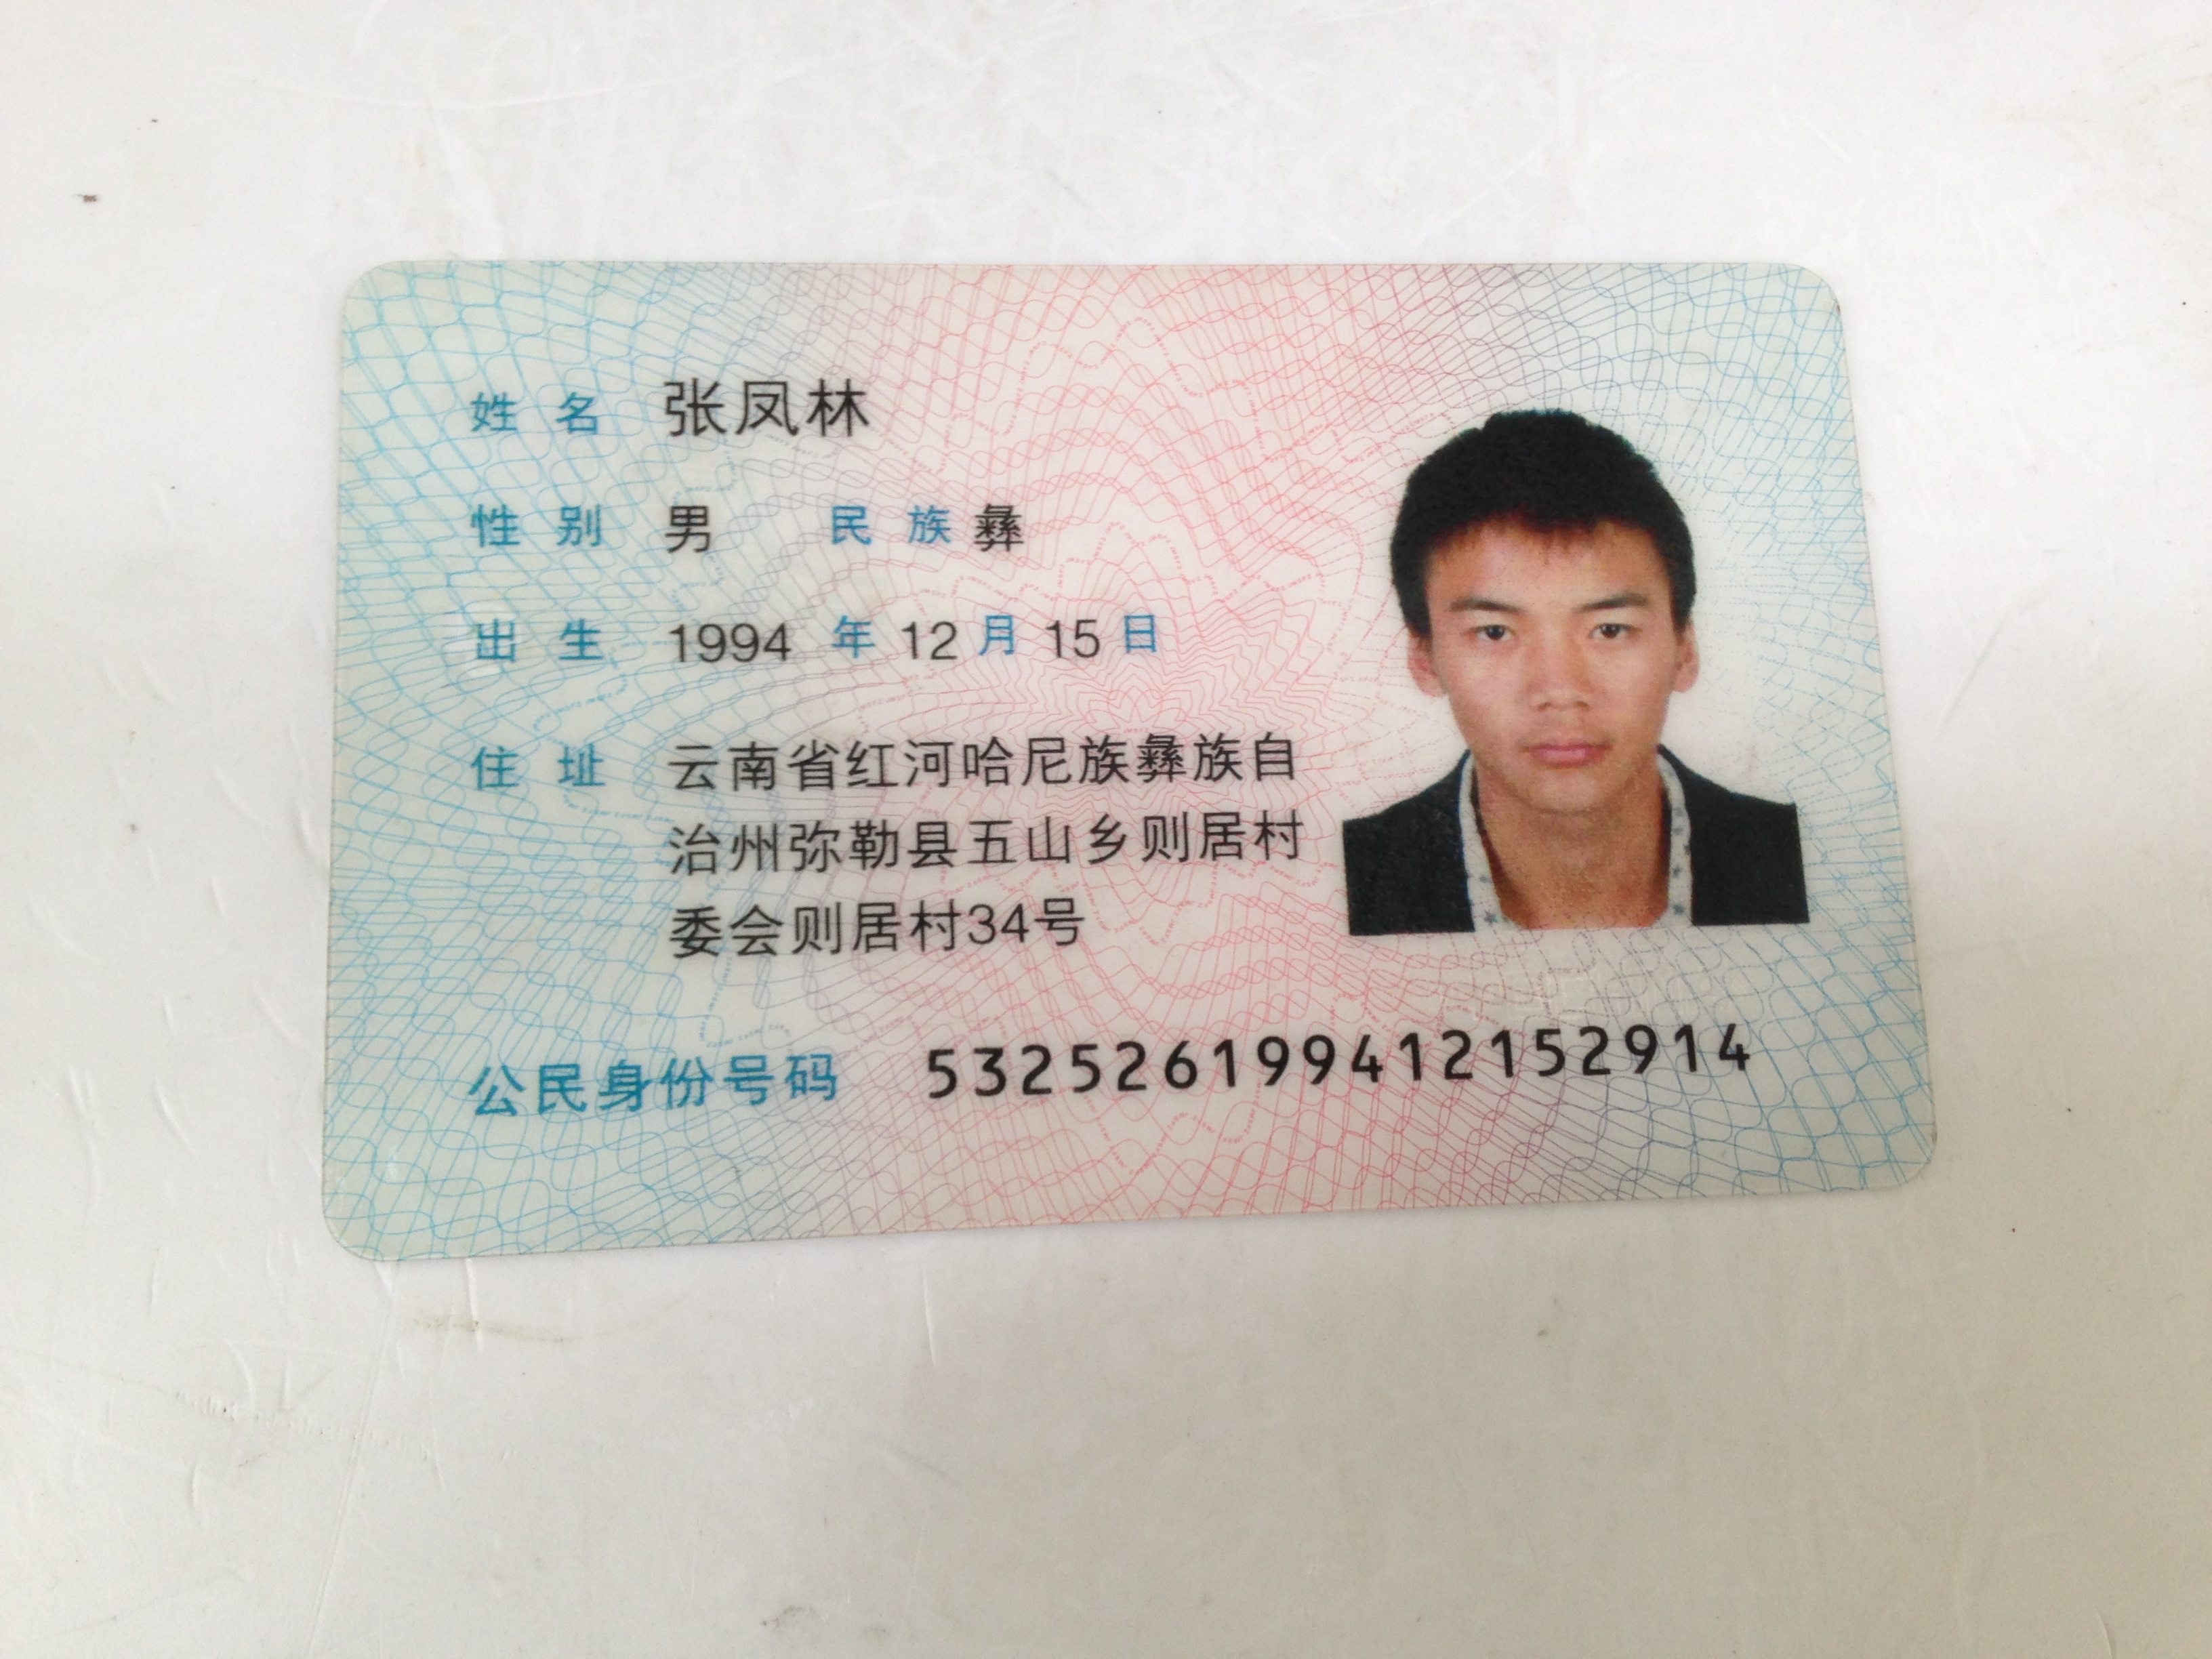 姓名 张凤林
性别 男 民族 彝
出生 1994 年 12 月 15 日
住址 云南省红河哈尼族彝族自
治州弥勒县五山乡则居村
委会则居村34号
公民身份号码 532526199412152914